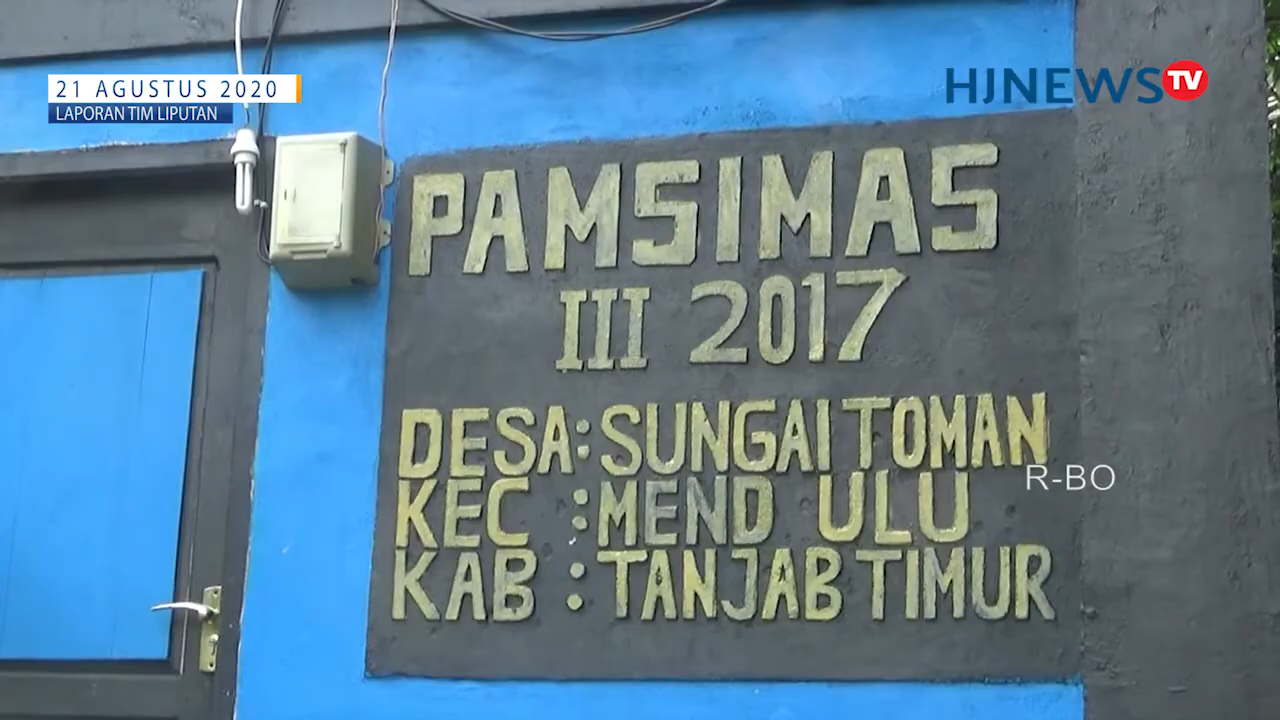 21 AGUSTUS 2020
LAPORAN TIM LIPUTAN
HJNEWS TV
PAMSIMAS
III 2017
DESA : SUNGAI TOMAN
R-BO
KEC : MEND ULU
KAB : TANJAB TIMUR